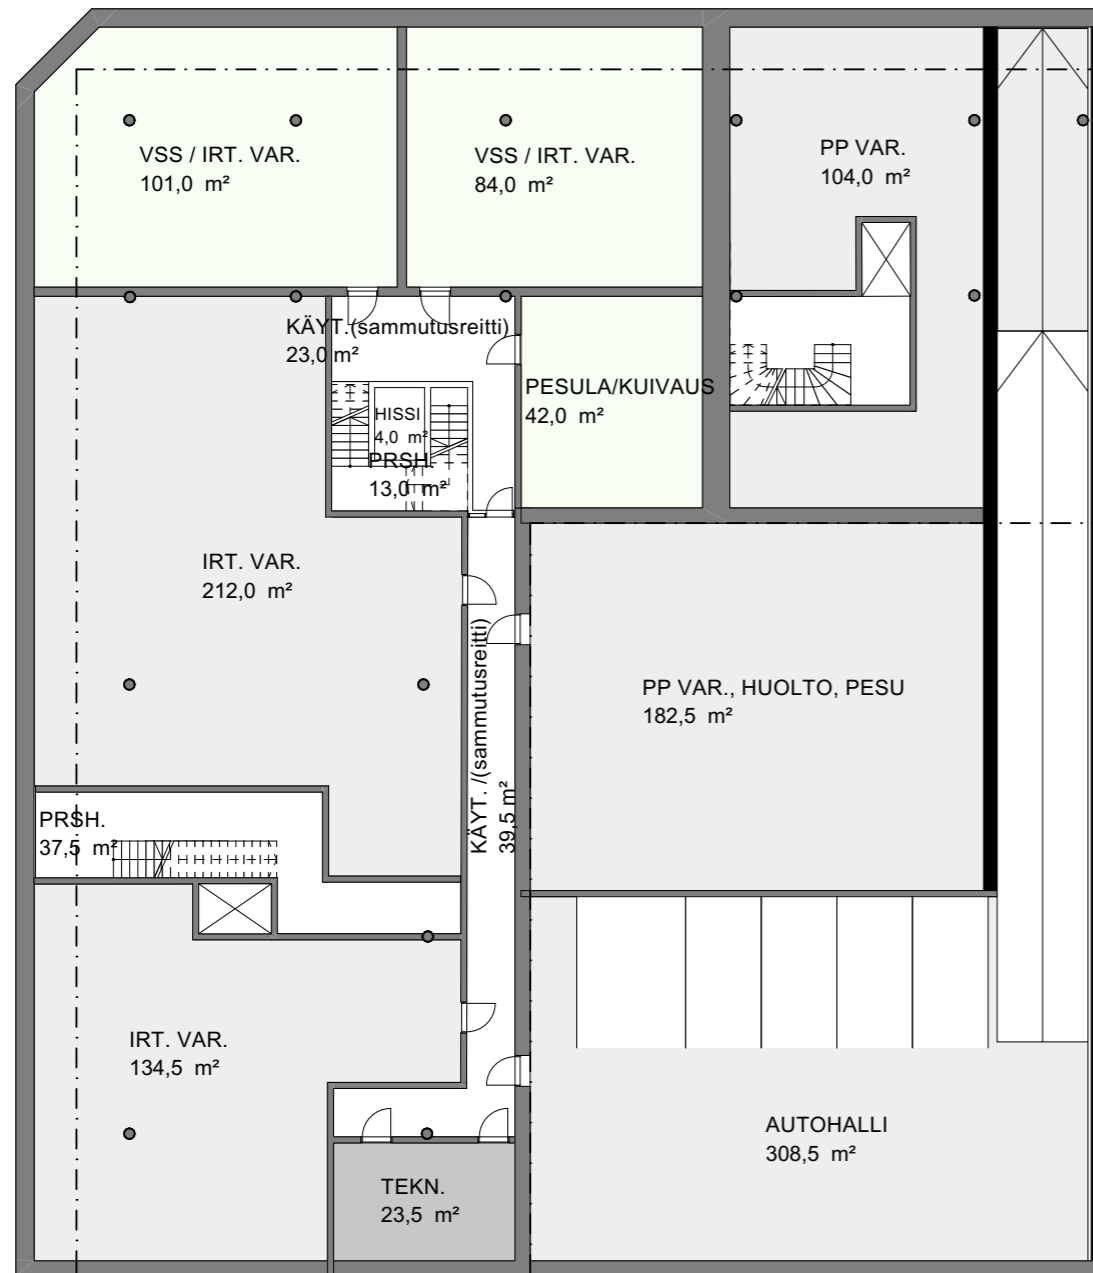 VSS / IRT. VAR.
101,0 m²
VSS / IRT. VAR.
84,0 m²
PP VAR.
104,0 m²
KÄYT.(sammutusreitti)
23,0 m²
PESULA/KUIVAUS
42,0 m²
HISSI
4,0 m²
PRSH.
13,0 m²
IRT. VAR.
212,0 m²
KÄYT. /(sammutusreitti)
39,5 m²
PP VAR., HUOLTO, PESU
182,5 m²
PRSH.
37,5 m²
IRT. VAR.
134,5 m²
AUTOHALLI
308,5 m²
TEKN.
23,5 m²